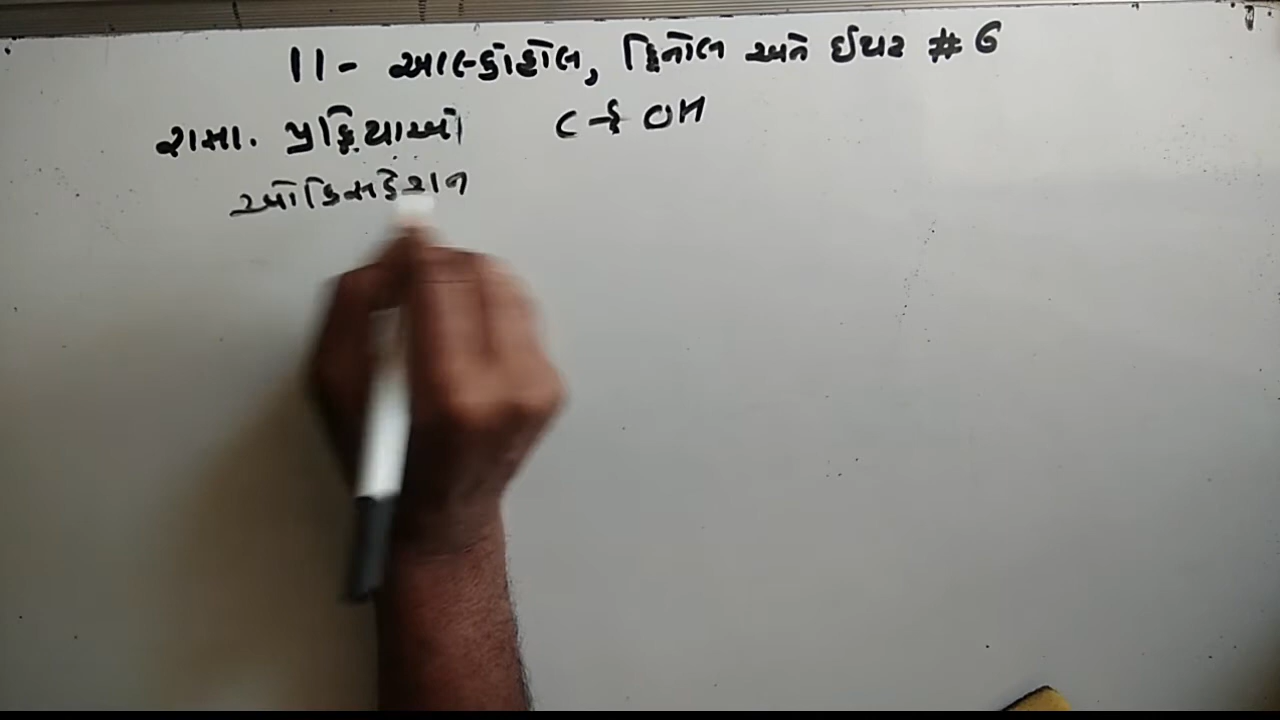 11 - આલ્કોહોલ, ફિનોલ અને ઈથર # 6
રાસા. પ્રક્રિયાઓ C-}OH
ઓક્સિડેશન